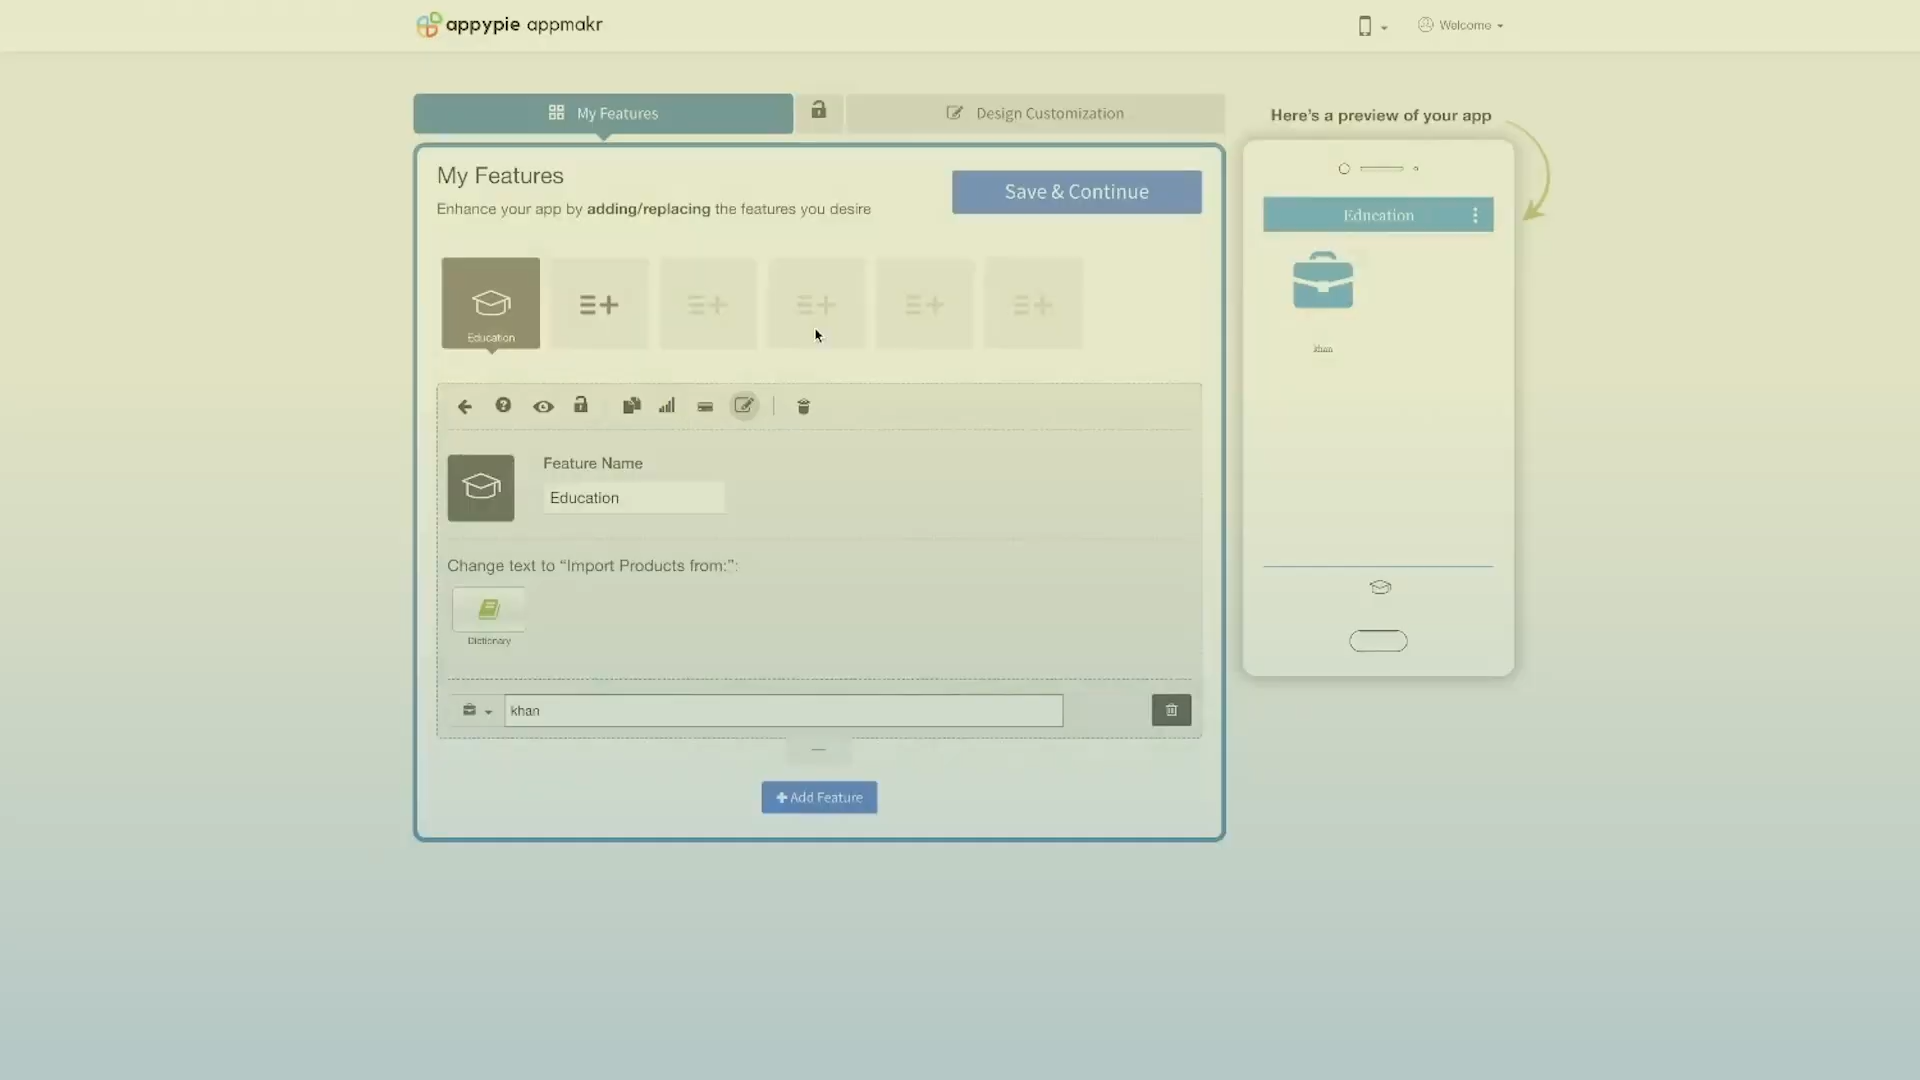 appypie appmakr
Welcome
My Features
Design Customization
Here's a preview of your app
My Features
Enhance your app by adding/replacing the features you desire
Save & Continue
Education
Education
khan
Feature Name
Education
Change text to “Import Products from:”:
Dictionary
khan
Add Feature